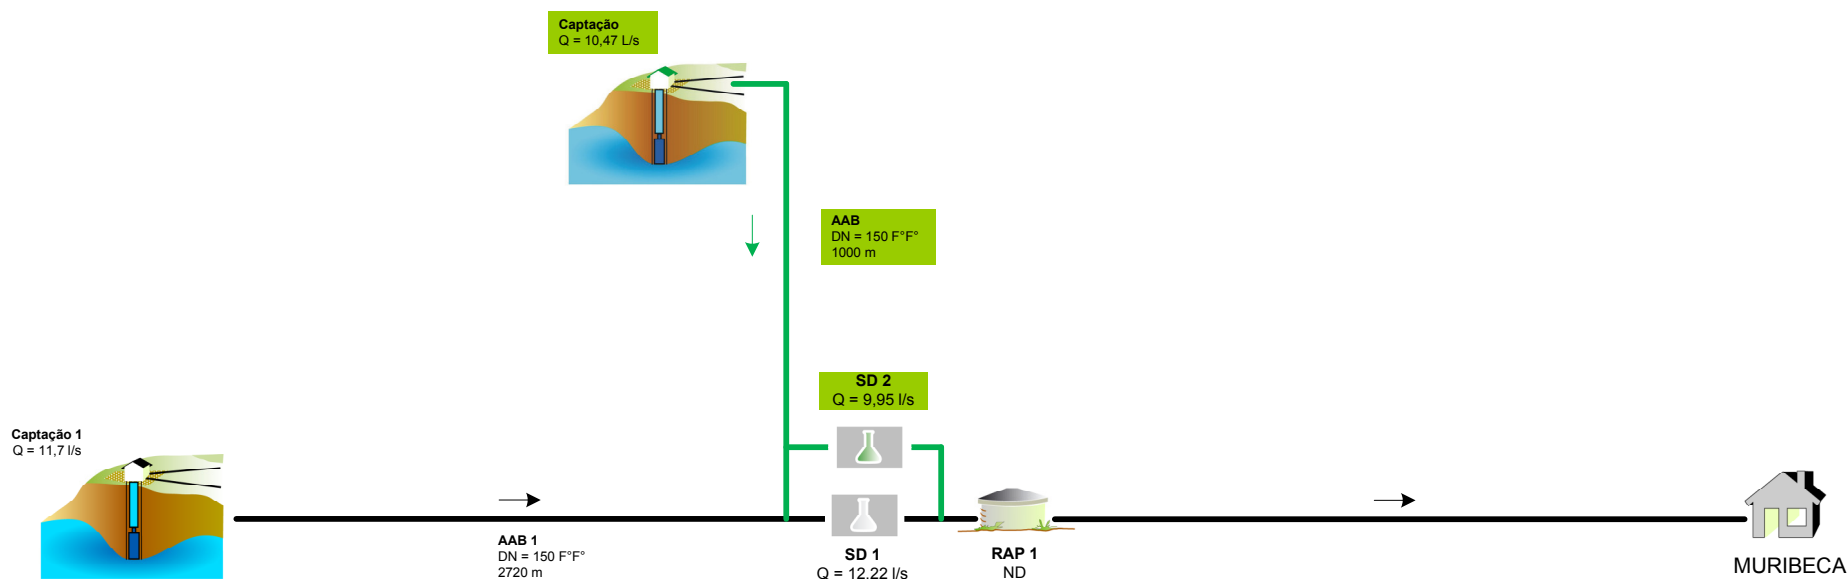 Captação
Q = 10,47 L/s
AAB
DN = 150 F°F°
1000 m
SD 2
Q = 9,95 l/s
Captação 1
Q = 11,7 l/s
AAB 1
DN = 150 F°F°
2720 m
SD 1
Q = 12,22 l/s
RAP 1
ND
MURIBECA